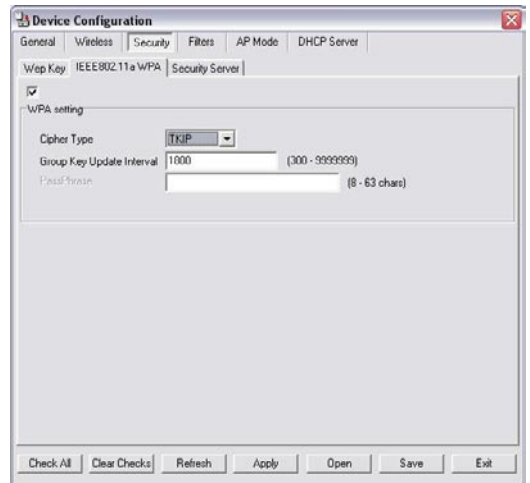 Device Configuration
General Wireless Security Filters AP Mode DHCP Server
Wep Key IEEE802.11a WPA Security Server
WPA setting
Cipher Type TKIP
Group Key Update Interval 1800 (300 - 9999999)
PassPhrase (8 - 63 chars)
Check All Clear Checks Refresh Apply Open Save Exit